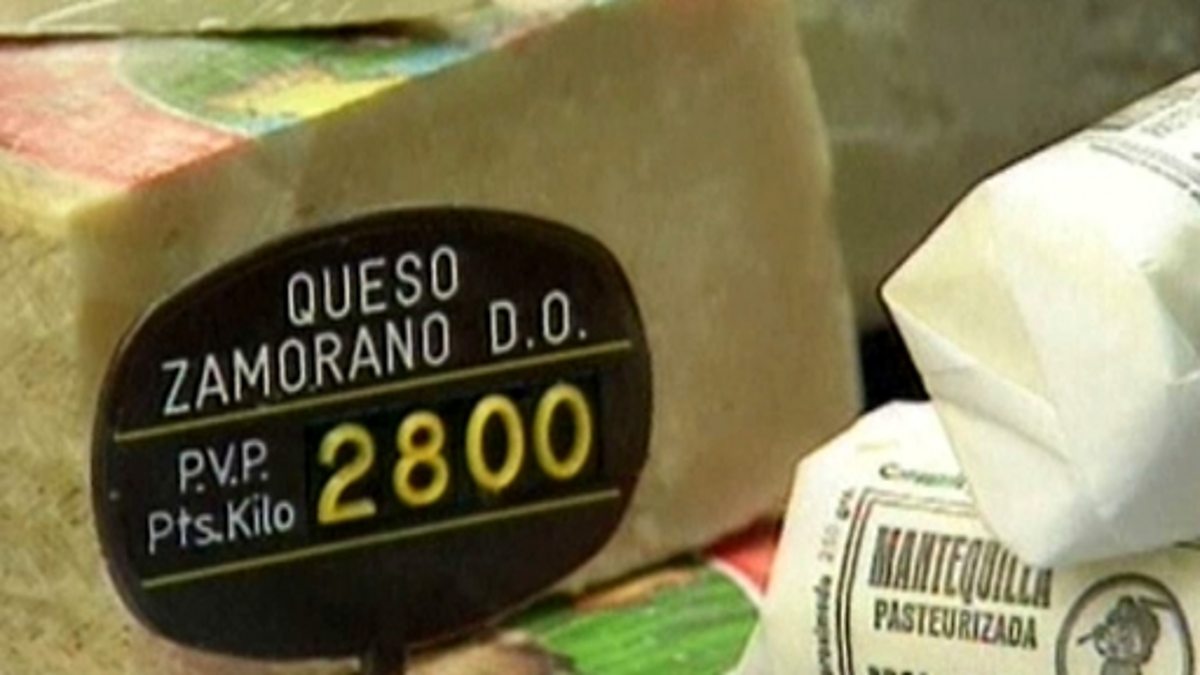 QUESO
ZAMORANO D.O.
P.V.P.
Pts.Kilo
2800
MANTEQUILLA
PASTEURIZADA